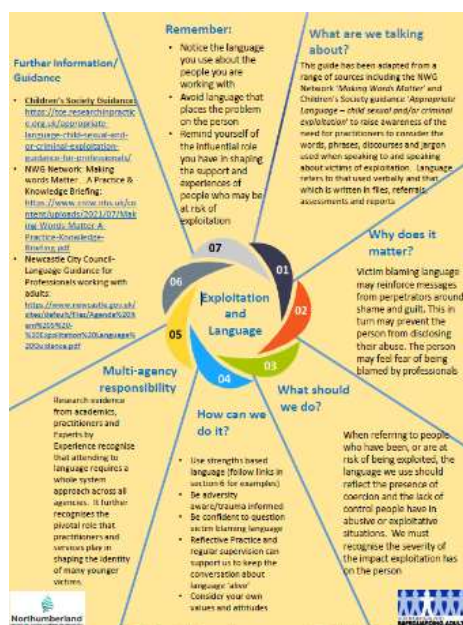 Remember:
• Notice the language
you use about the
people you are
working with
• Avoid language that
places the problem
on the person
• Remind yourself of
the influential role
you have in shaping
the support and
experiences of
people who may be
at risk of
exploitation
What are we talking
about?
This guide has been adapted from a
range of sources including the NWG
Network 'Making Words Matter' and
Children's Society guidance 'Appropriate
Language – child sexual and/or criminal
exploitation' to raise awareness of the
need for practitioners to consider the
words, phrases, discourses and jargon
used when speaking to and speaking
about victims of exploitation. Language
refers to that used verbally and that
which is written in files, referrals,
assessments and reports
Why does it
matter?
Victim blaming language
may reinforce messages
from perpetrators around
shame and guilt. This in
turn may prevent the
person from disclosing
their abuse. The person
may feel fear of being
blamed by professionals
What should
we do?
When referring to people
who have been, or are at
risk of being exploited, the
language we use should
reflect the presence of
coercion and the lack of
control people have in
abusive or exploitative
situations. We must
recognise the severity of
the impact exploitation has
on the person
How can we
do it?
• Use strengths based
language (follow links in
section 6 for examples)
• Be adversity
aware/trauma informed
• Be confident to question
victim blaming language
• Reflective Practice and
regular supervision can
support us to keep the
conversation about
language 'alive'
• Consider your own
values and attitudes
Multi-agency
responsibility
Research evidence
from academics,
practitioners and
Experts by
Experience recognise
that attending to
language requires a
whole system
approach across all
agencies. It further
recognises the
pivotal role that
practitioners and
services play in
shaping the identity
of many younger
victims.
Further Information/
Guidance
• Children's Society Guidance:
https://tce.researchinpractic
e.org.uk/appropriate-
language-child-sexual-and-
or-criminal-exploitation-
guidance-for-professionals/
• NWG Network: Making
words Matter . A Practice &
Knowledge Briefing:
• Newcastle City Council-
Language Guidance for
Professionals working with
adults:
Exploitation
and
Language
01
02
03
04
05
06
07
Northumberland